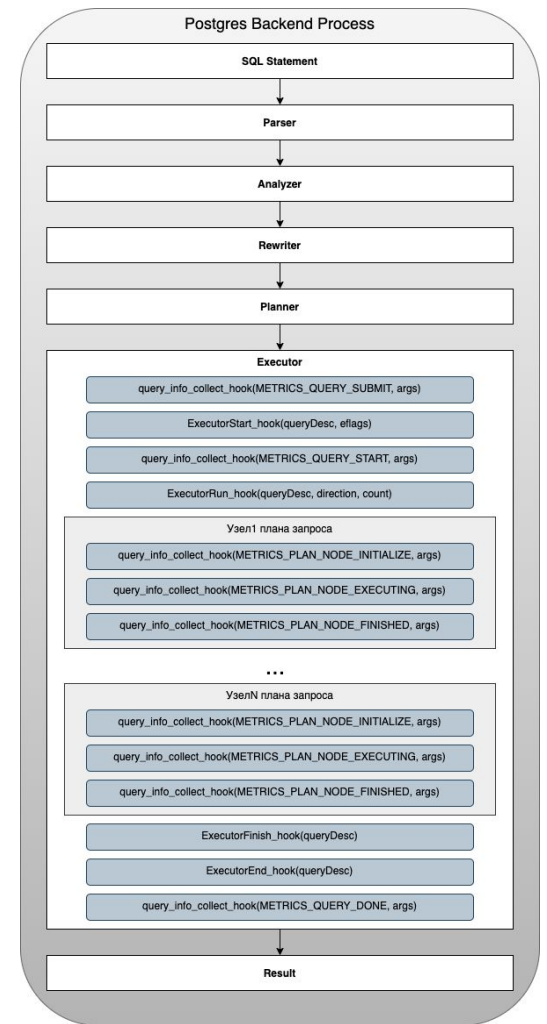 Postgres Backend Process
SQL Statement
Parser
Analyzer
Rewriter
Planner
Executor
query_info_collect_hook(METRICS_QUERY_SUBMIT, args)
ExecutorStart_hook(queryDesc, eflags)
query_info_collect_hook(METRICS_QUERY_START, args)
ExecutorRun_hook(queryDesc, direction, count)
Узел1 плана запроса
query_info_collect_hook(METRICS_PLAN_NODE_INITIALIZE, args)
query_info_collect_hook(METRICS_PLAN_NODE_EXECUTING, args)
query_info_collect_hook(METRICS_PLAN_NODE_FINISHED, args)
...
УзелN плана запроса
query_info_collect_hook(METRICS_PLAN_NODE_INITIALIZE, args)
query_info_collect_hook(METRICS_PLAN_NODE_EXECUTING, args)
query_info_collect_hook(METRICS_PLAN_NODE_FINISHED, args)
ExecutorFinish_hook(queryDesc)
ExecutorEnd_hook(queryDesc)
query_info_collect_hook(METRICS_QUERY_DONE, args)
Result